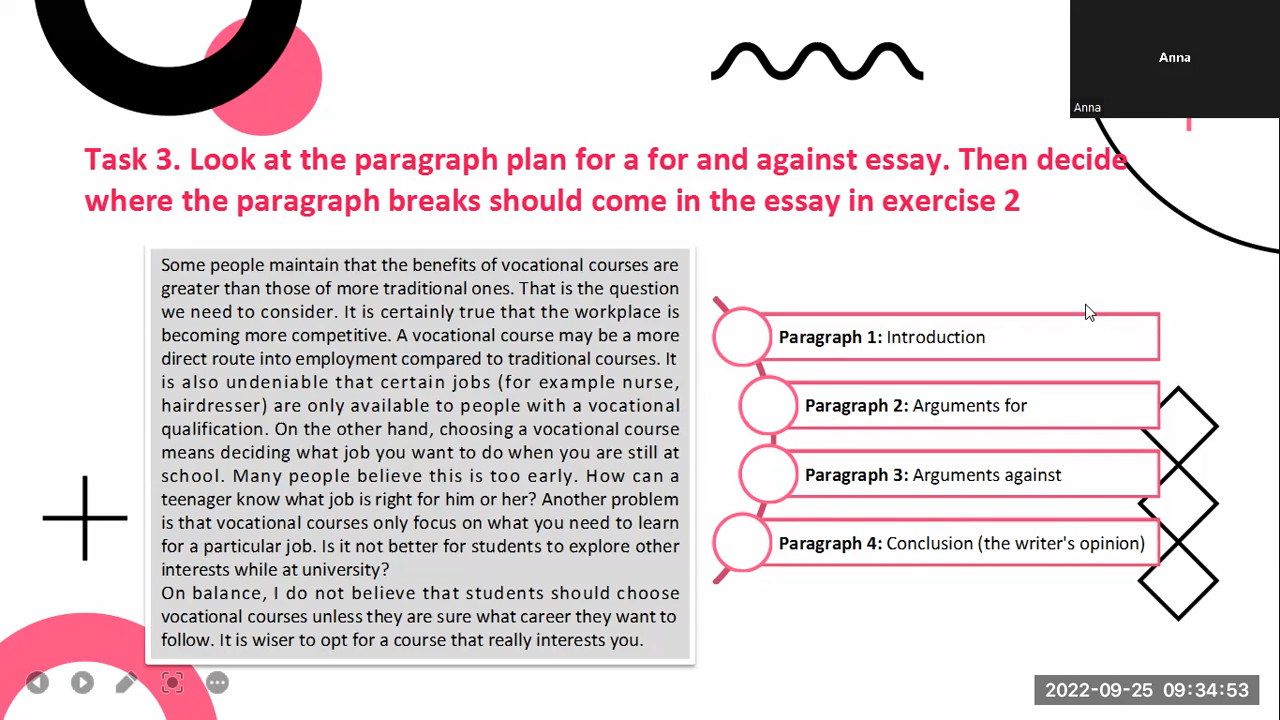 Anna
Anna
Task 3. Look at the paragraph plan for a for and against essay. Then decide
where the paragraph breaks should come in the essay in exercise 2
Some people maintain that the benefits of vocational courses are
greater than those of more traditional ones. That is the question
we need to consider. It is certainly true that the workplace is
becoming more competitive. A vocational course may be a more
direct route into employment compared to traditional courses. It
is also undeniable that certain jobs (for example nurse,
hairdresser) are only available to people with a vocational
qualification. On the other hand, choosing a vocational course
means deciding what job you want to do when you are still at
school. Many people believe this is too early. How can a
teenager know what job is right for him or her? Another problem
is that vocational courses only focus on what you need to learn
for a particular job. Is it not better for students to explore other
interests while at university?
On balance, I do not believe that students should choose
vocational courses unless they are sure what career they want to
follow. It is wiser to opt for a course that really interests you.
Paragraph 1: Introduction
Paragraph 2: Arguments for
Paragraph 3: Arguments against
Paragraph 4: Conclusion (the writer's opinion)
2022-09-25 09:34:53